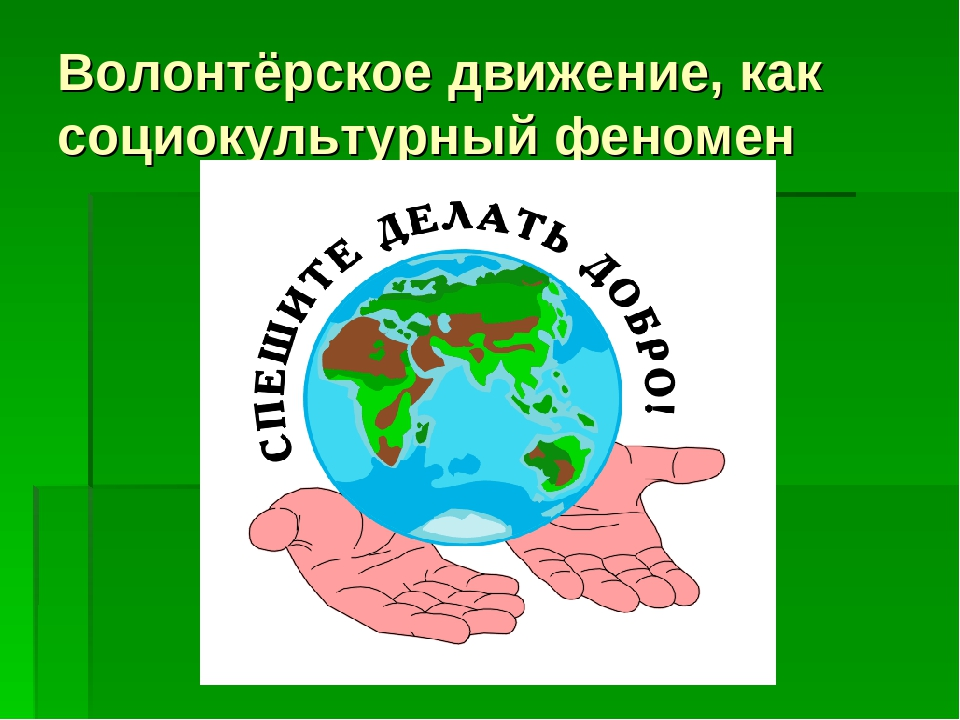 Волонтёрское движение, как
социокультурный феномен
СПЕШИТЕ ДЕЛАТЬ ДОБРО!